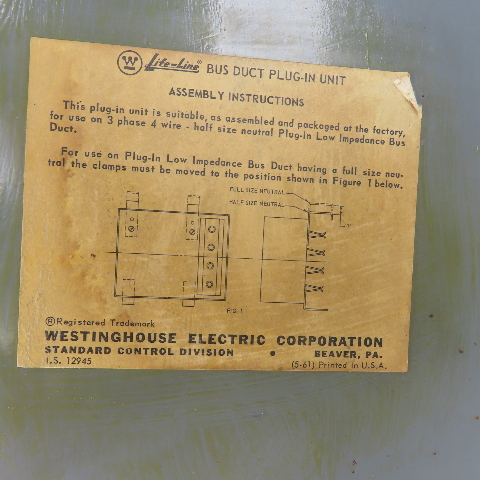 W Life-Line® BUS DUCT PLUG-IN UNIT
ASSEMBLY INSTRUCTIONS
This plug-in unit is suitable, as assembled and packaged at the factory,
for use on 3 phase 4 wire - half size neutral Plug-In Low Impedance Bus
Duct.
For use on Plug-In Low Impedance Bus Duct having a full size neu-
tral the clamps must be moved to the position shown in Figure 1 below.
FULL SIZE NEUTRAL
HALF SIZE NEUTRAL
FIG. 1
®Registered Trademark
WESTINGHOUSE ELECTRIC CORPORATION
STANDARD CONTROL DIVISION • BEAVER, PA.
I.S. 12945 (5-61) Printed in U.S.A.